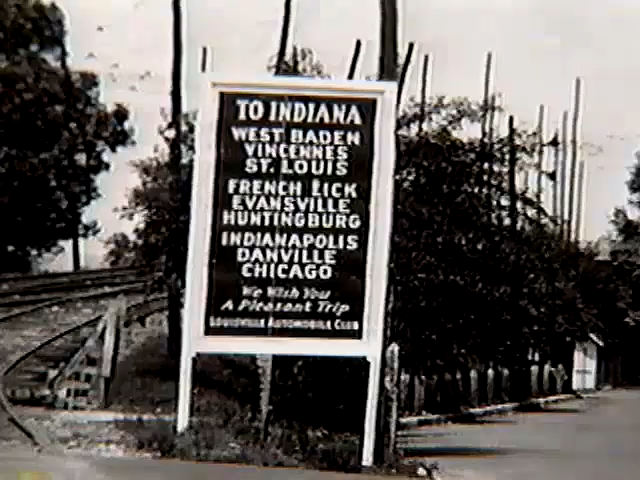 TO INDIANA
WEST BADEN
VINCENNES
ST. LOUIS
FRENCH LICK
EVANSVILLE
HUNTINGBURG
INDIANAPOLIS
DANVILLE
CHICAGO
We Wish You
A Pleasant Trip
LOUISVILLE AUTOMOBILE CLUB